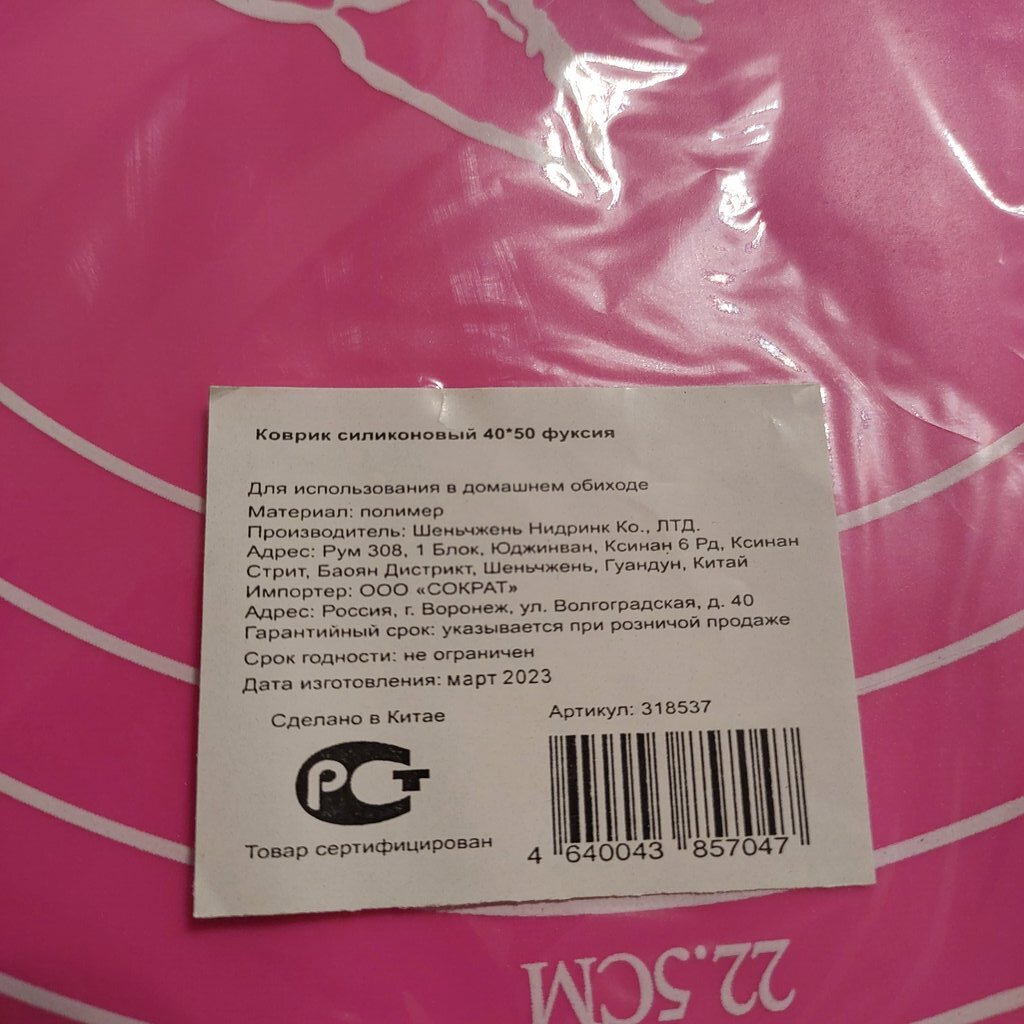 Коврик силиконовый 40*50 фуксия
Для использования в домашнем обиходе
Материал: полимер
Производитель: Шеньчжень Нидринк Ко., ЛТД.
Адрес: Рум 308, 1 Блок, Юджинван, Ксинан 6 Рд, Ксинан
Стрит, Баоян Дистрикт, Шеньчжень, Гуандун, Китай
Импортер: ООО «СОКРАТ»
Адрес: Россия, г. Воронеж, ул. Волгоградская, д. 40
Гарантийный срок: указывается при розничой продаже
Срок годности: не ограничен
Дата изготовления: март 2023
Сделано в Китае
Артикул: 318537
РСТ
Товар сертифицирован
4 640043 857047
22.5CM